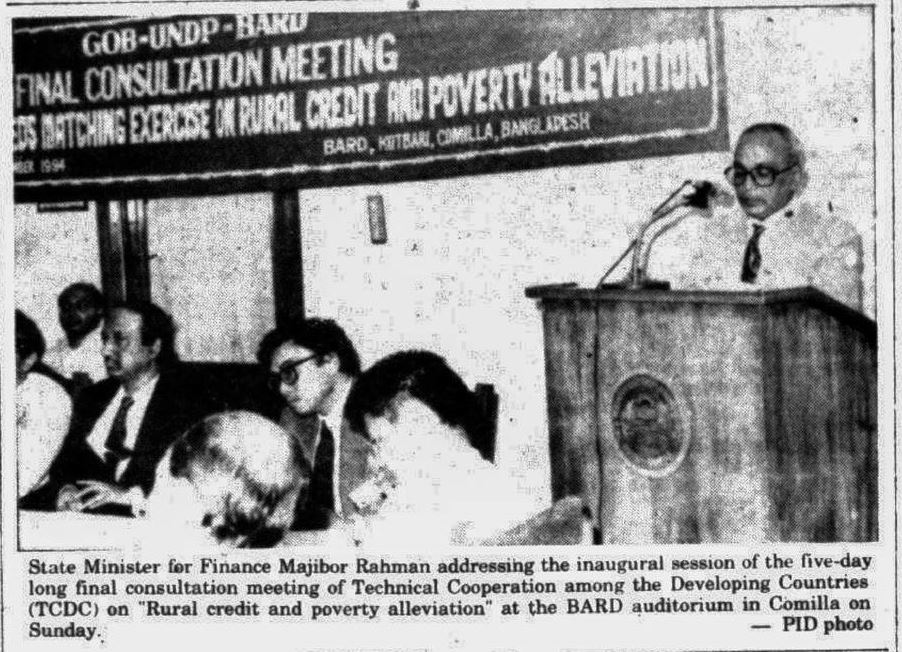 GOB-UNDP-BARD
FINAL CONSULTATION MEETING
EDS MATCHING EXERCISE ON RURAL CREDIT AND POVERTY ALLEVIATION
BARD, KOTBARI, COMILLA, BANGLADESH
BER 1994
State Minister for Finance Majibor Rahman addressing the inaugural session of the five-day
long final consultation meeting of Technical Cooperation among the Developing Countries
(TCDC) on "Rural credit and poverty alleviation" at the BARD auditorium in Comilla on
Sunday.
— PID photo